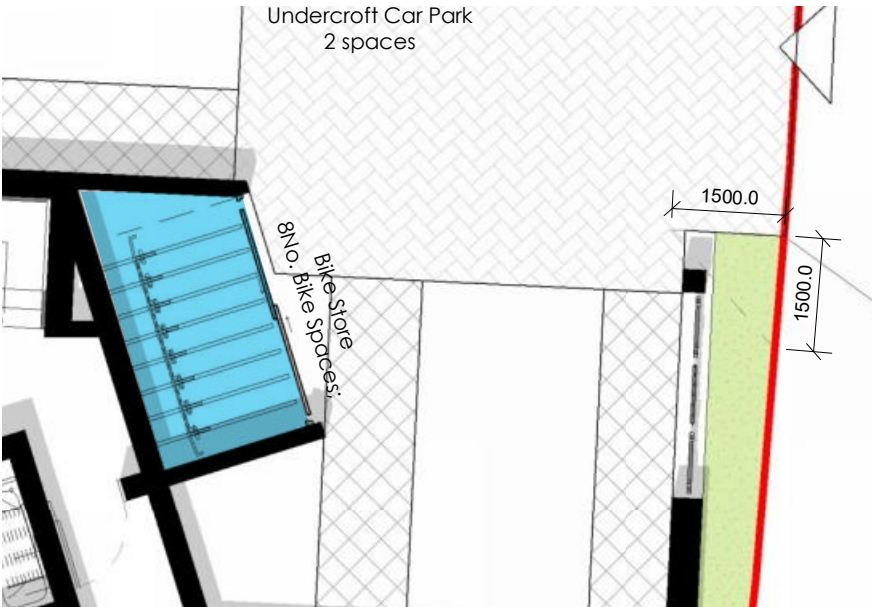 Undercroft Car Park
2 spaces
1500.0
1500.0
Bike Store
8No. Bike Spaces;